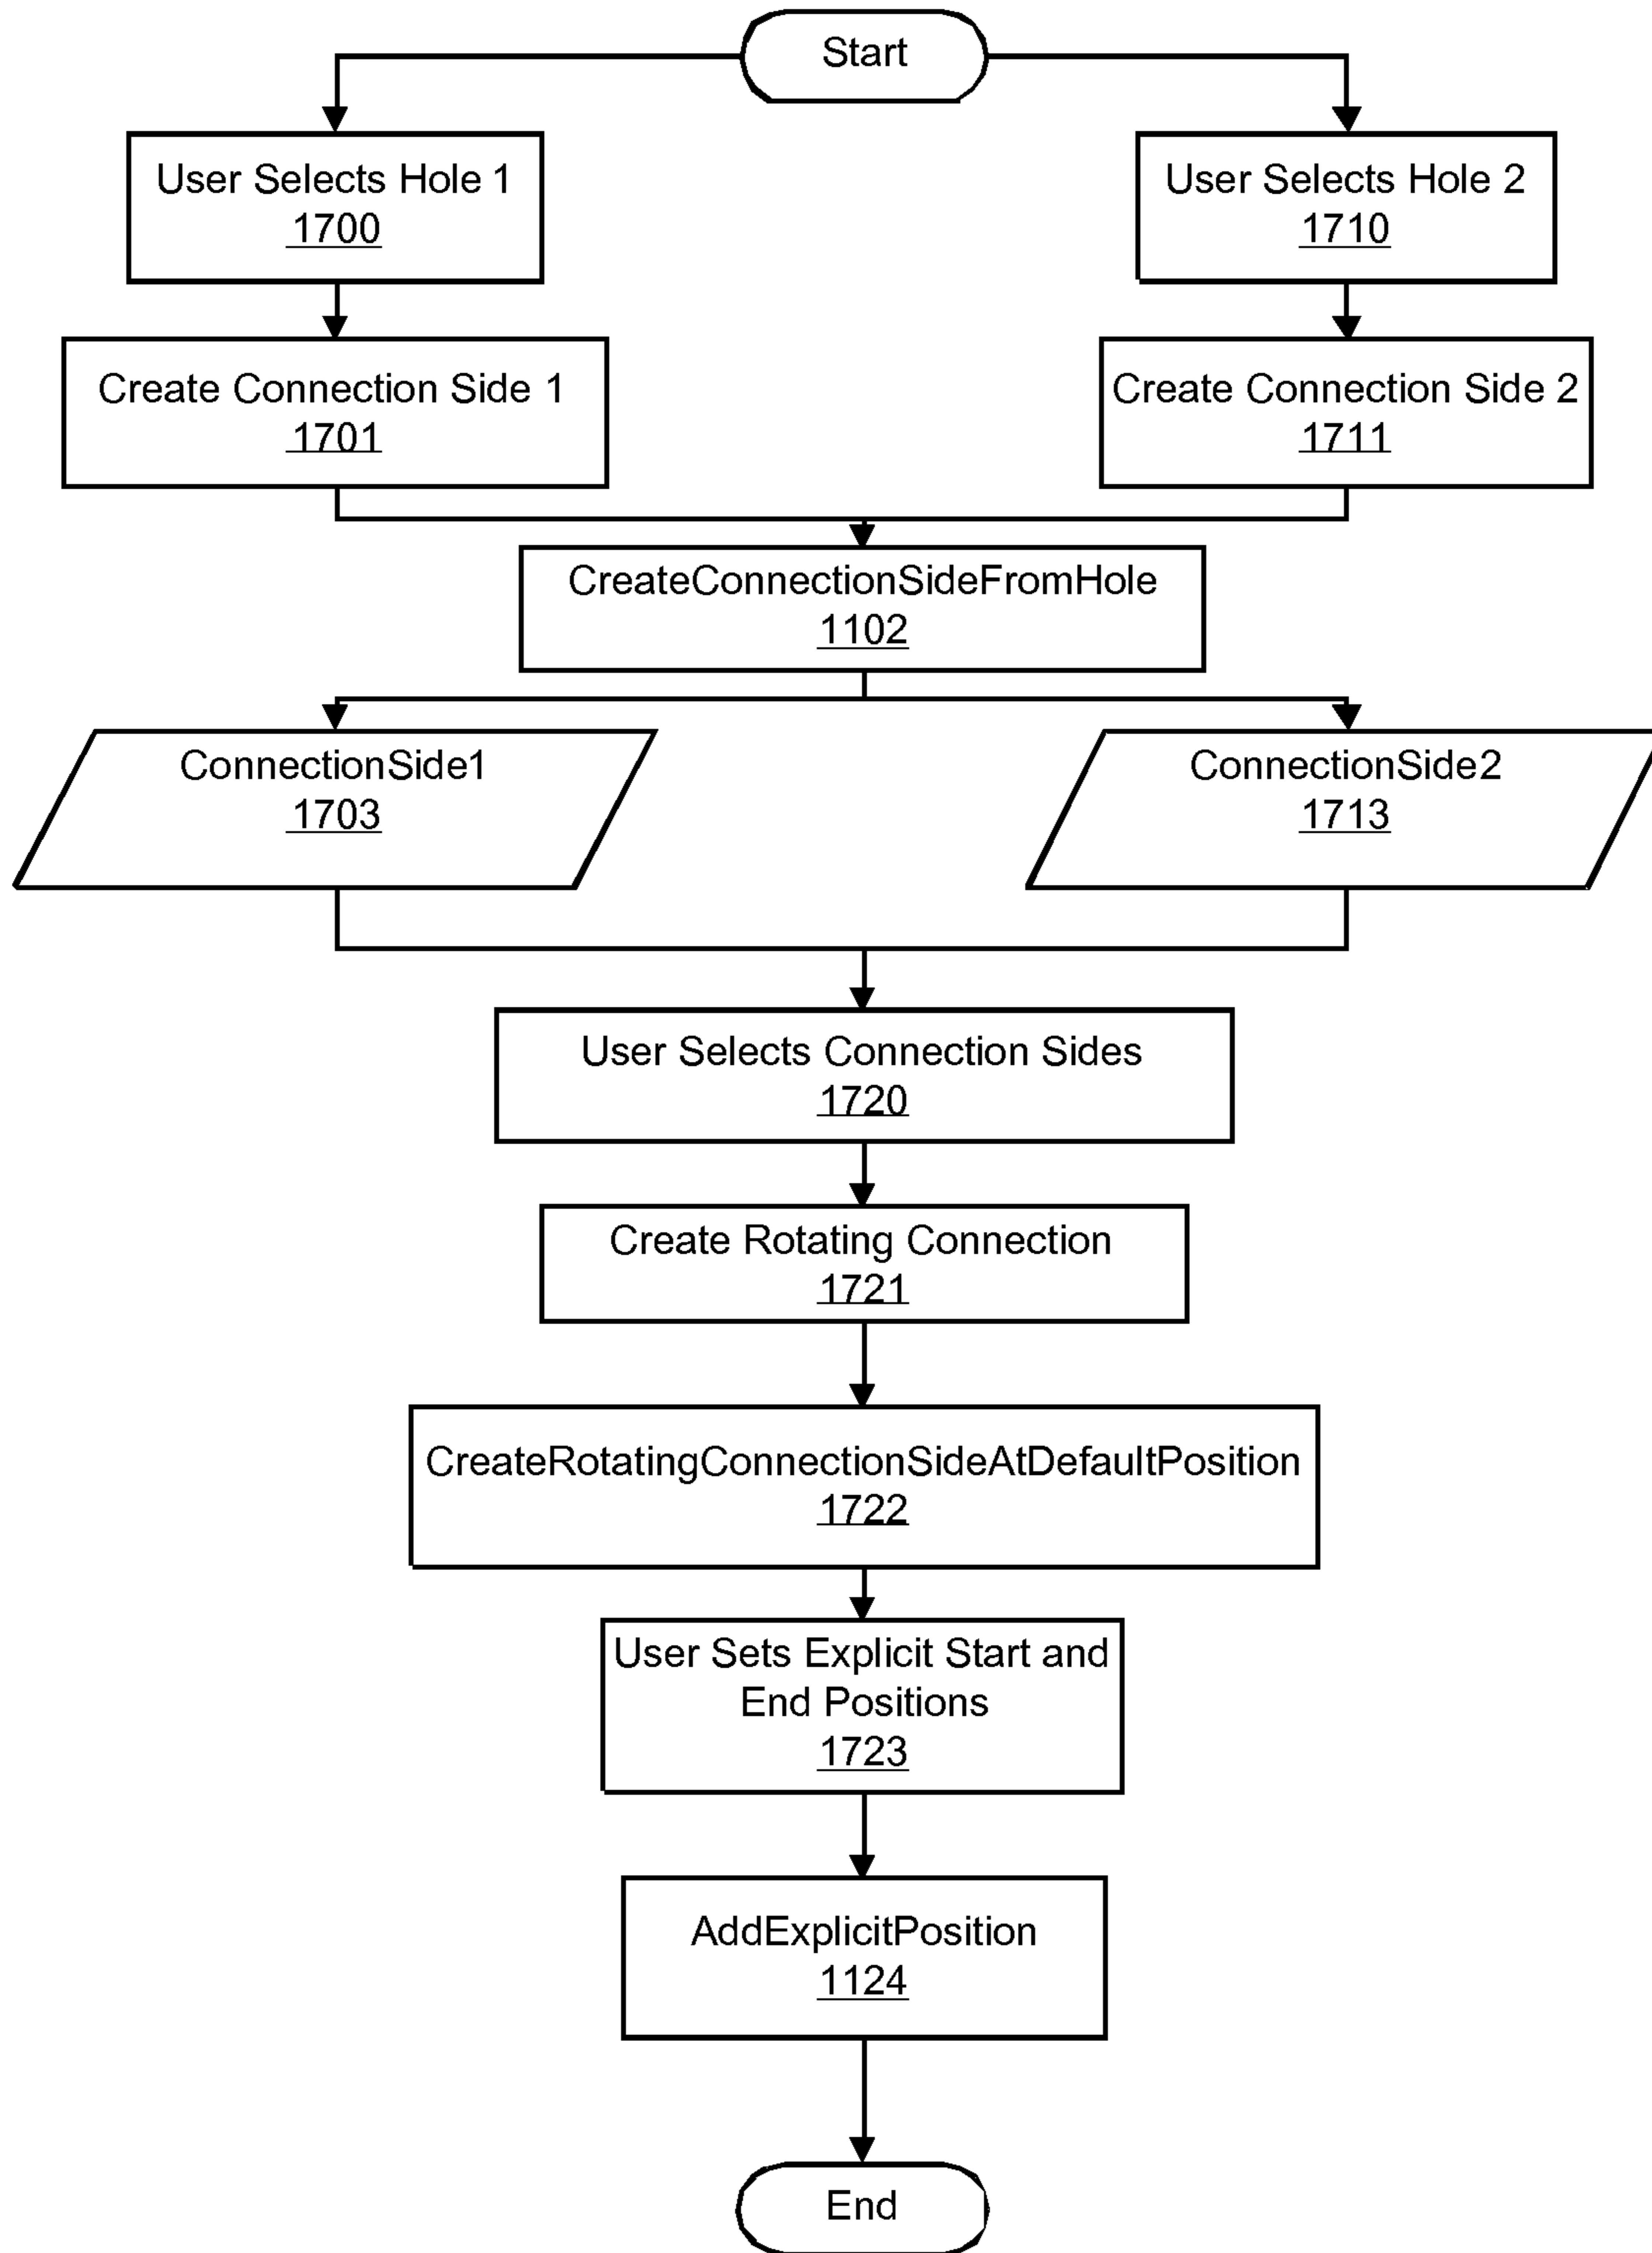 Start
User Selects Hole 1
1700
User Selects Hole 2
1710
Create Connection Side 1
1701
Create Connection Side 2
1711
CreateConnectionSideFromHole
1102
ConnectionSide1
1703
ConnectionSide2
1713
User Selects Connection Sides
1720
Create Rotating Connection
1721
CreateRotatingConnectionSideAtDefaultPosition
1722
User Sets Explicit Start and
End Positions
1723
AddExplicitPosition
1124
End